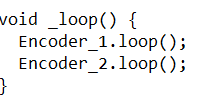 void _loop() {
  Encoder_1.loop();
  Encoder_2.loop();
}